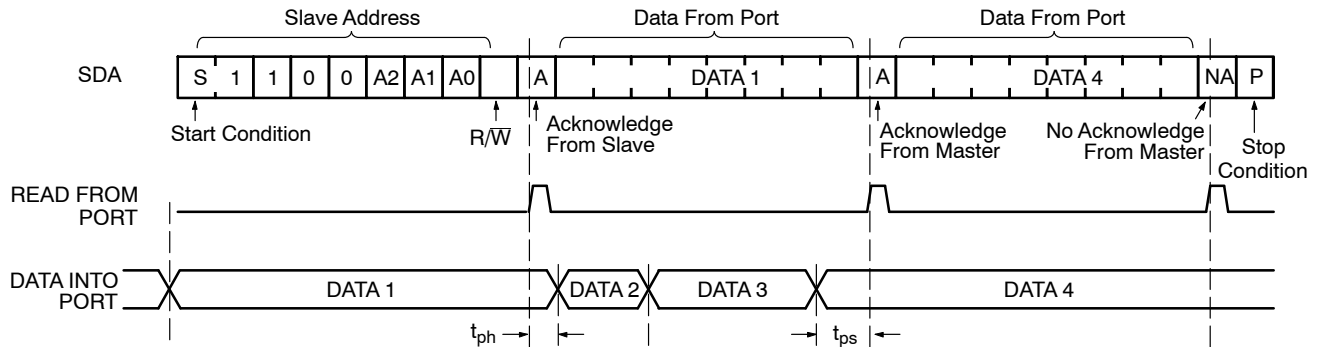 Slave Address
Data From Port
Data From Port
SDA
S 1 1 0 0 A2 A1 A0 A DATA 1 A DATA 4 NA P
Start Condition
R/W̅
Acknowledge
From Slave
Acknowledge
From Master
No Acknowledge
From Master
Stop
Condition
READ FROM
PORT
DATA INTO
PORT
DATA 1
DATA 2
DATA 3
DATA 4
tph
tps